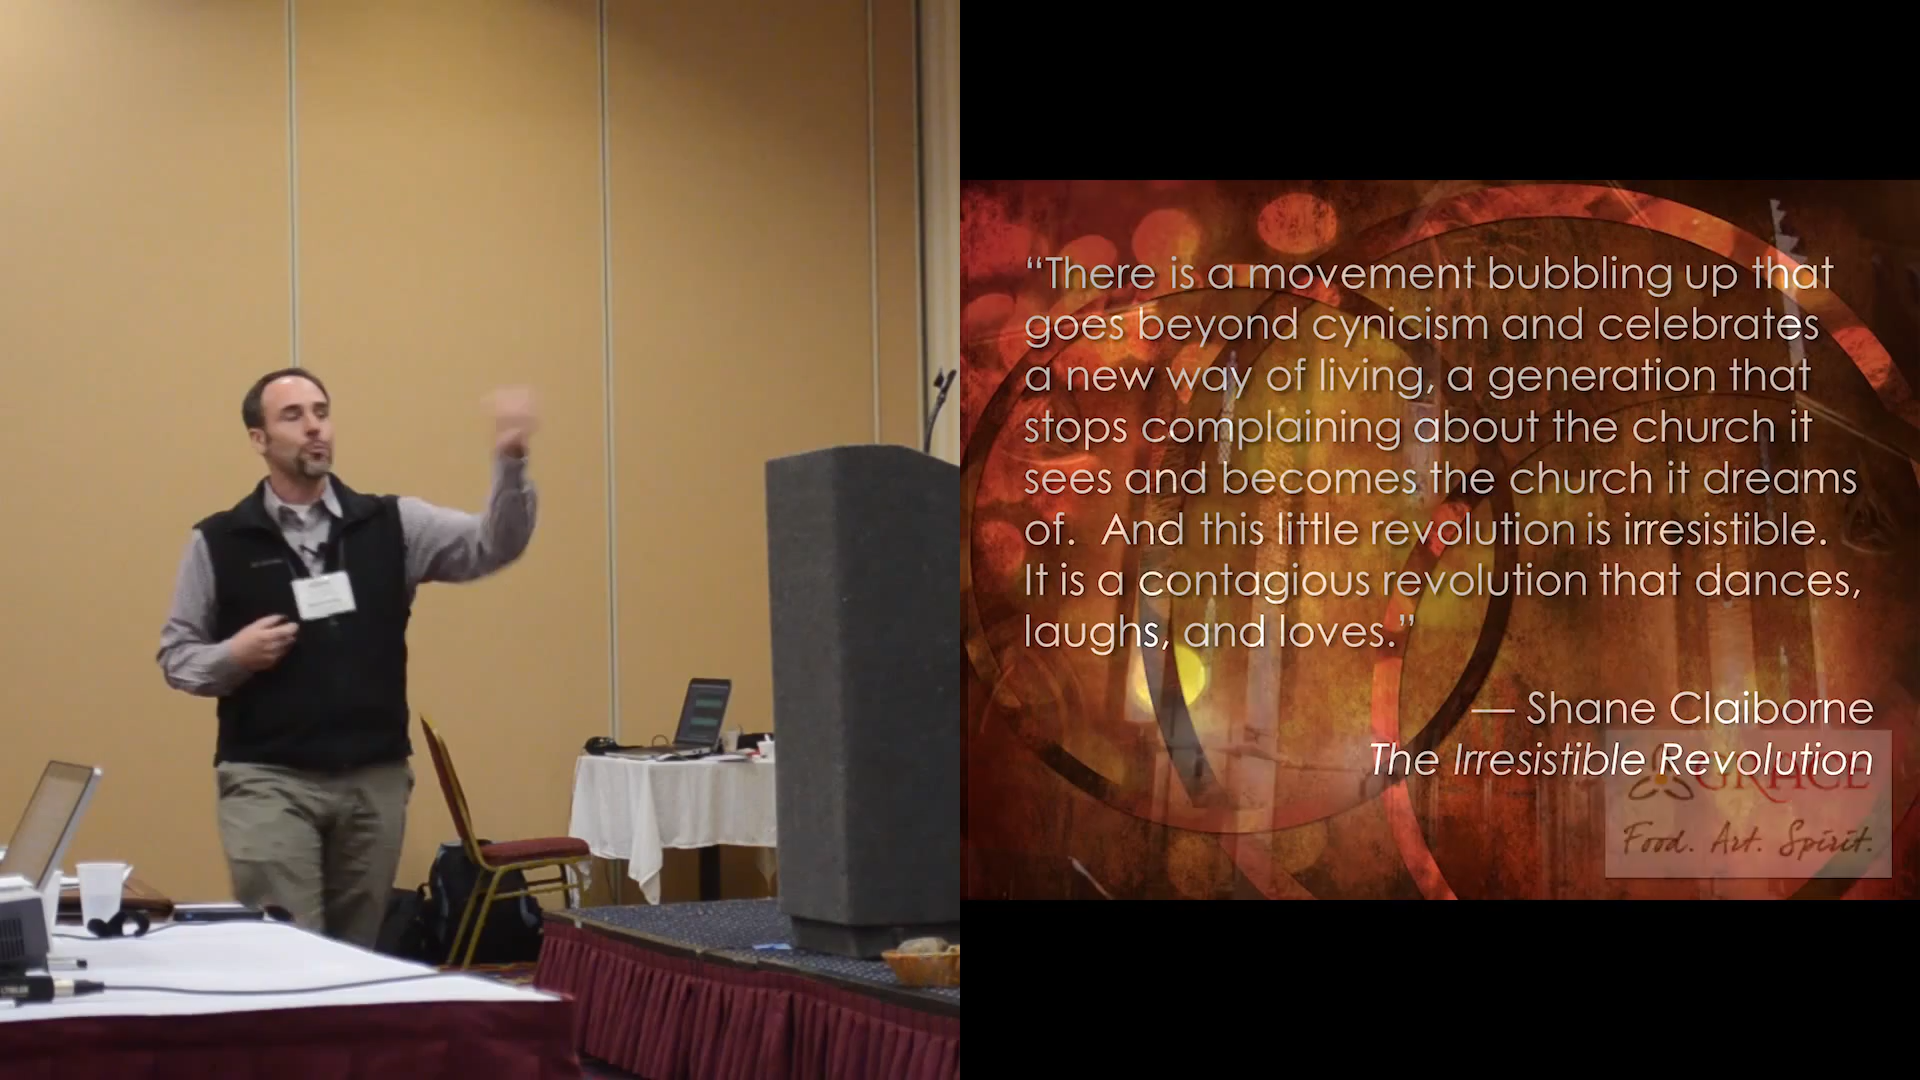 “There is a movement bubbling up that
goes beyond cynicism and celebrates
a new way of living, a generation that
stops complaining about the church it
sees and becomes the church it dreams
of.  And this little revolution is irresistible.
It is a contagious revolution that dances,
laughs, and loves.”
— Shane Claiborne
The Irresistible Revolution
GRACE
Food. Art. Spirit.